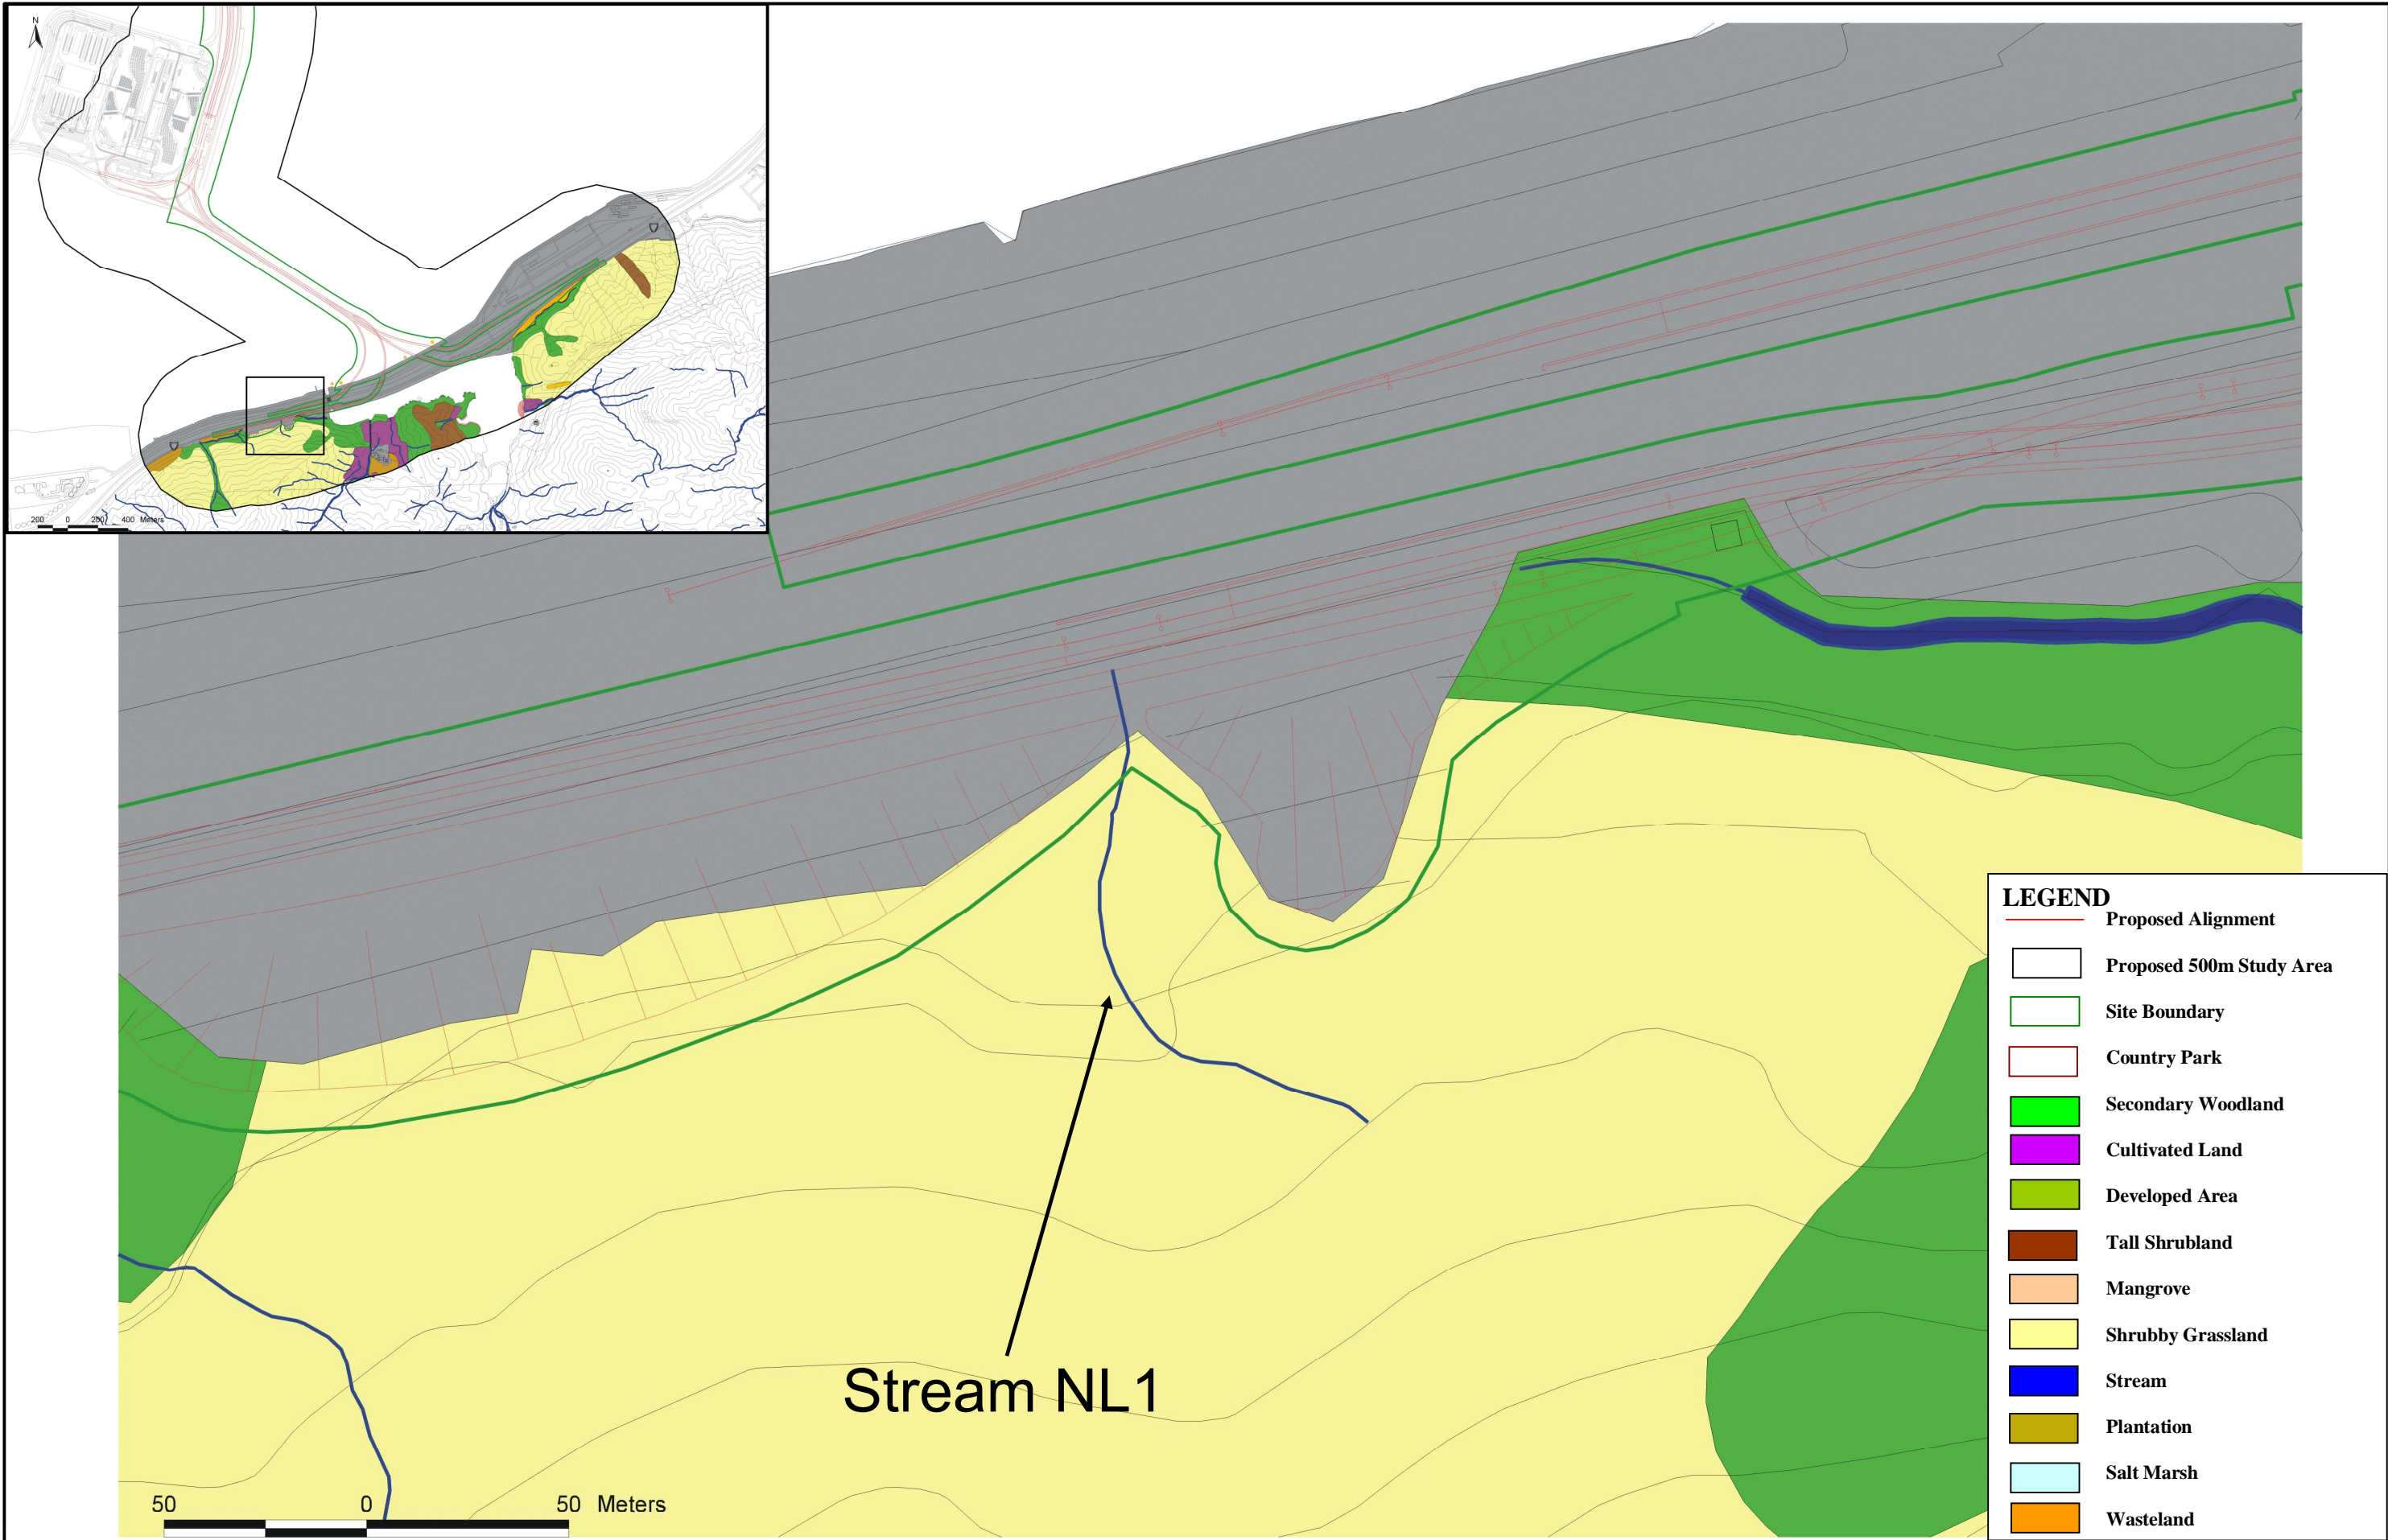 N
200 0 200 400 Meters
Stream NL1
50 0 50 Meters
LEGEND
Proposed Alignment
Proposed 500m Study Area
Site Boundary
Country Park
Secondary Woodland
Cultivated Land
Developed Area
Tall Shrubland
Mangrove
Shrubby Grassland
Stream
Plantation
Salt Marsh
Wasteland